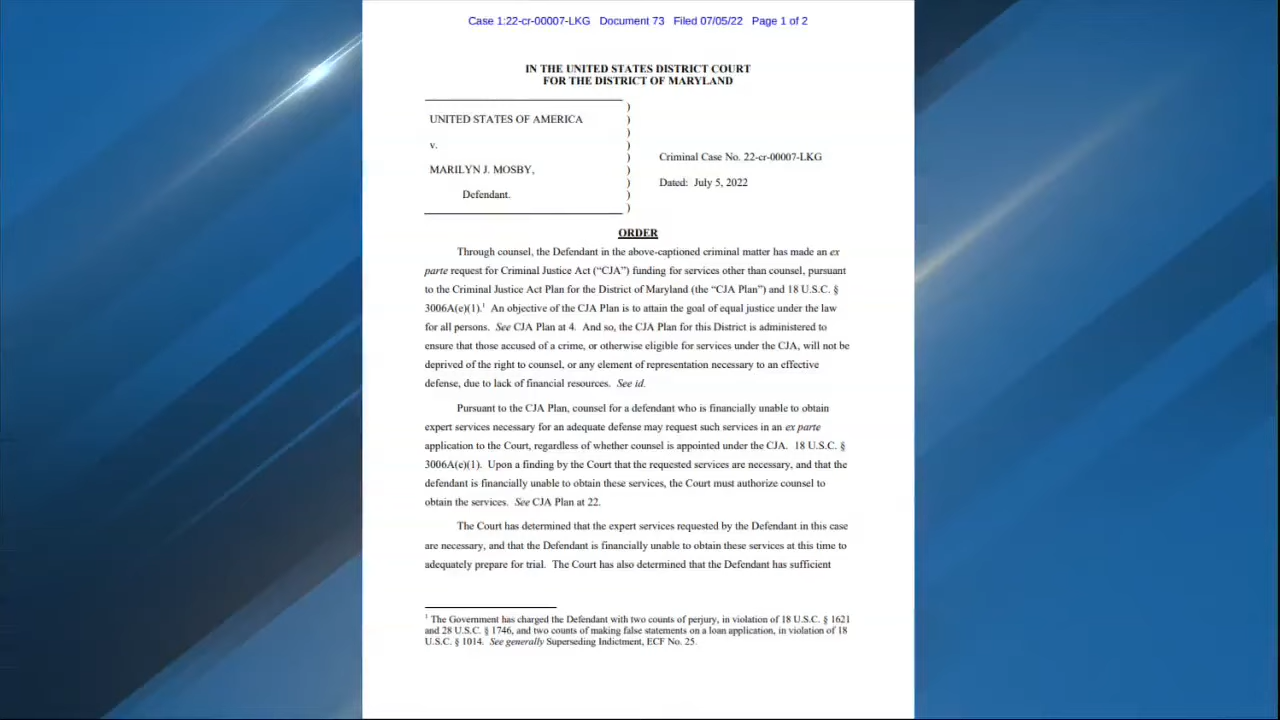 Case 1:22-cr-00007-LKG Document 73 Filed 07/05/22 Page 1 of 2
IN THE UNITED STATES DISTRICT COURT
FOR THE DISTRICT OF MARYLAND
UNITED STATES OF AMERICA
v.
MARILYN J. MOSBY,
Defendant.
)
)
)
)
)
)
)
)
)
Criminal Case No. 22-cr-00007-LKG
Dated: July 5, 2022
ORDER
Through counsel, the Defendant in the above-captioned criminal matter has made an ex
parte request for Criminal Justice Act (“CJA”) funding for services other than counsel, pursuant
to the Criminal Justice Act Plan for the District of Maryland (the “CJA Plan”) and 18 U.S.C. §
3006A(e)(1).1 An objective of the CJA Plan is to attain the goal of equal justice under the law
for all persons. See CJA Plan at 4. And so, the CJA Plan for this District is administered to
ensure that those accused of a crime, or otherwise eligible for services under the CJA, will not be
deprived of the right to counsel, or any element of representation necessary to an effective
defense, due to lack of financial resources. See id.
Pursuant to the CJA Plan, counsel for a defendant who is financially unable to obtain
expert services necessary for an adequate defense may request such services in an ex parte
application to the Court, regardless of whether counsel is appointed under the CJA. 18 U.S.C. §
3006A(e)(1). Upon a finding by the Court that the requested services are necessary, and that the
defendant is financially unable to obtain these services, the Court must authorize counsel to
obtain the services. See CJA Plan at 22.
The Court has determined that the expert services requested by the Defendant in this case
are necessary, and that the Defendant is financially unable to obtain these services at this time to
adequately prepare for trial. The Court has also determined that the Defendant has sufficient
1 The Government has charged the Defendant with two counts of perjury, in violation of 18 U.S.C. § 1621
and 28 U.S.C. § 1746, and two counts of making false statements on a loan application, in violation of 18
U.S.C. § 1014. See generally Superseding Indictment, ECF No. 25.